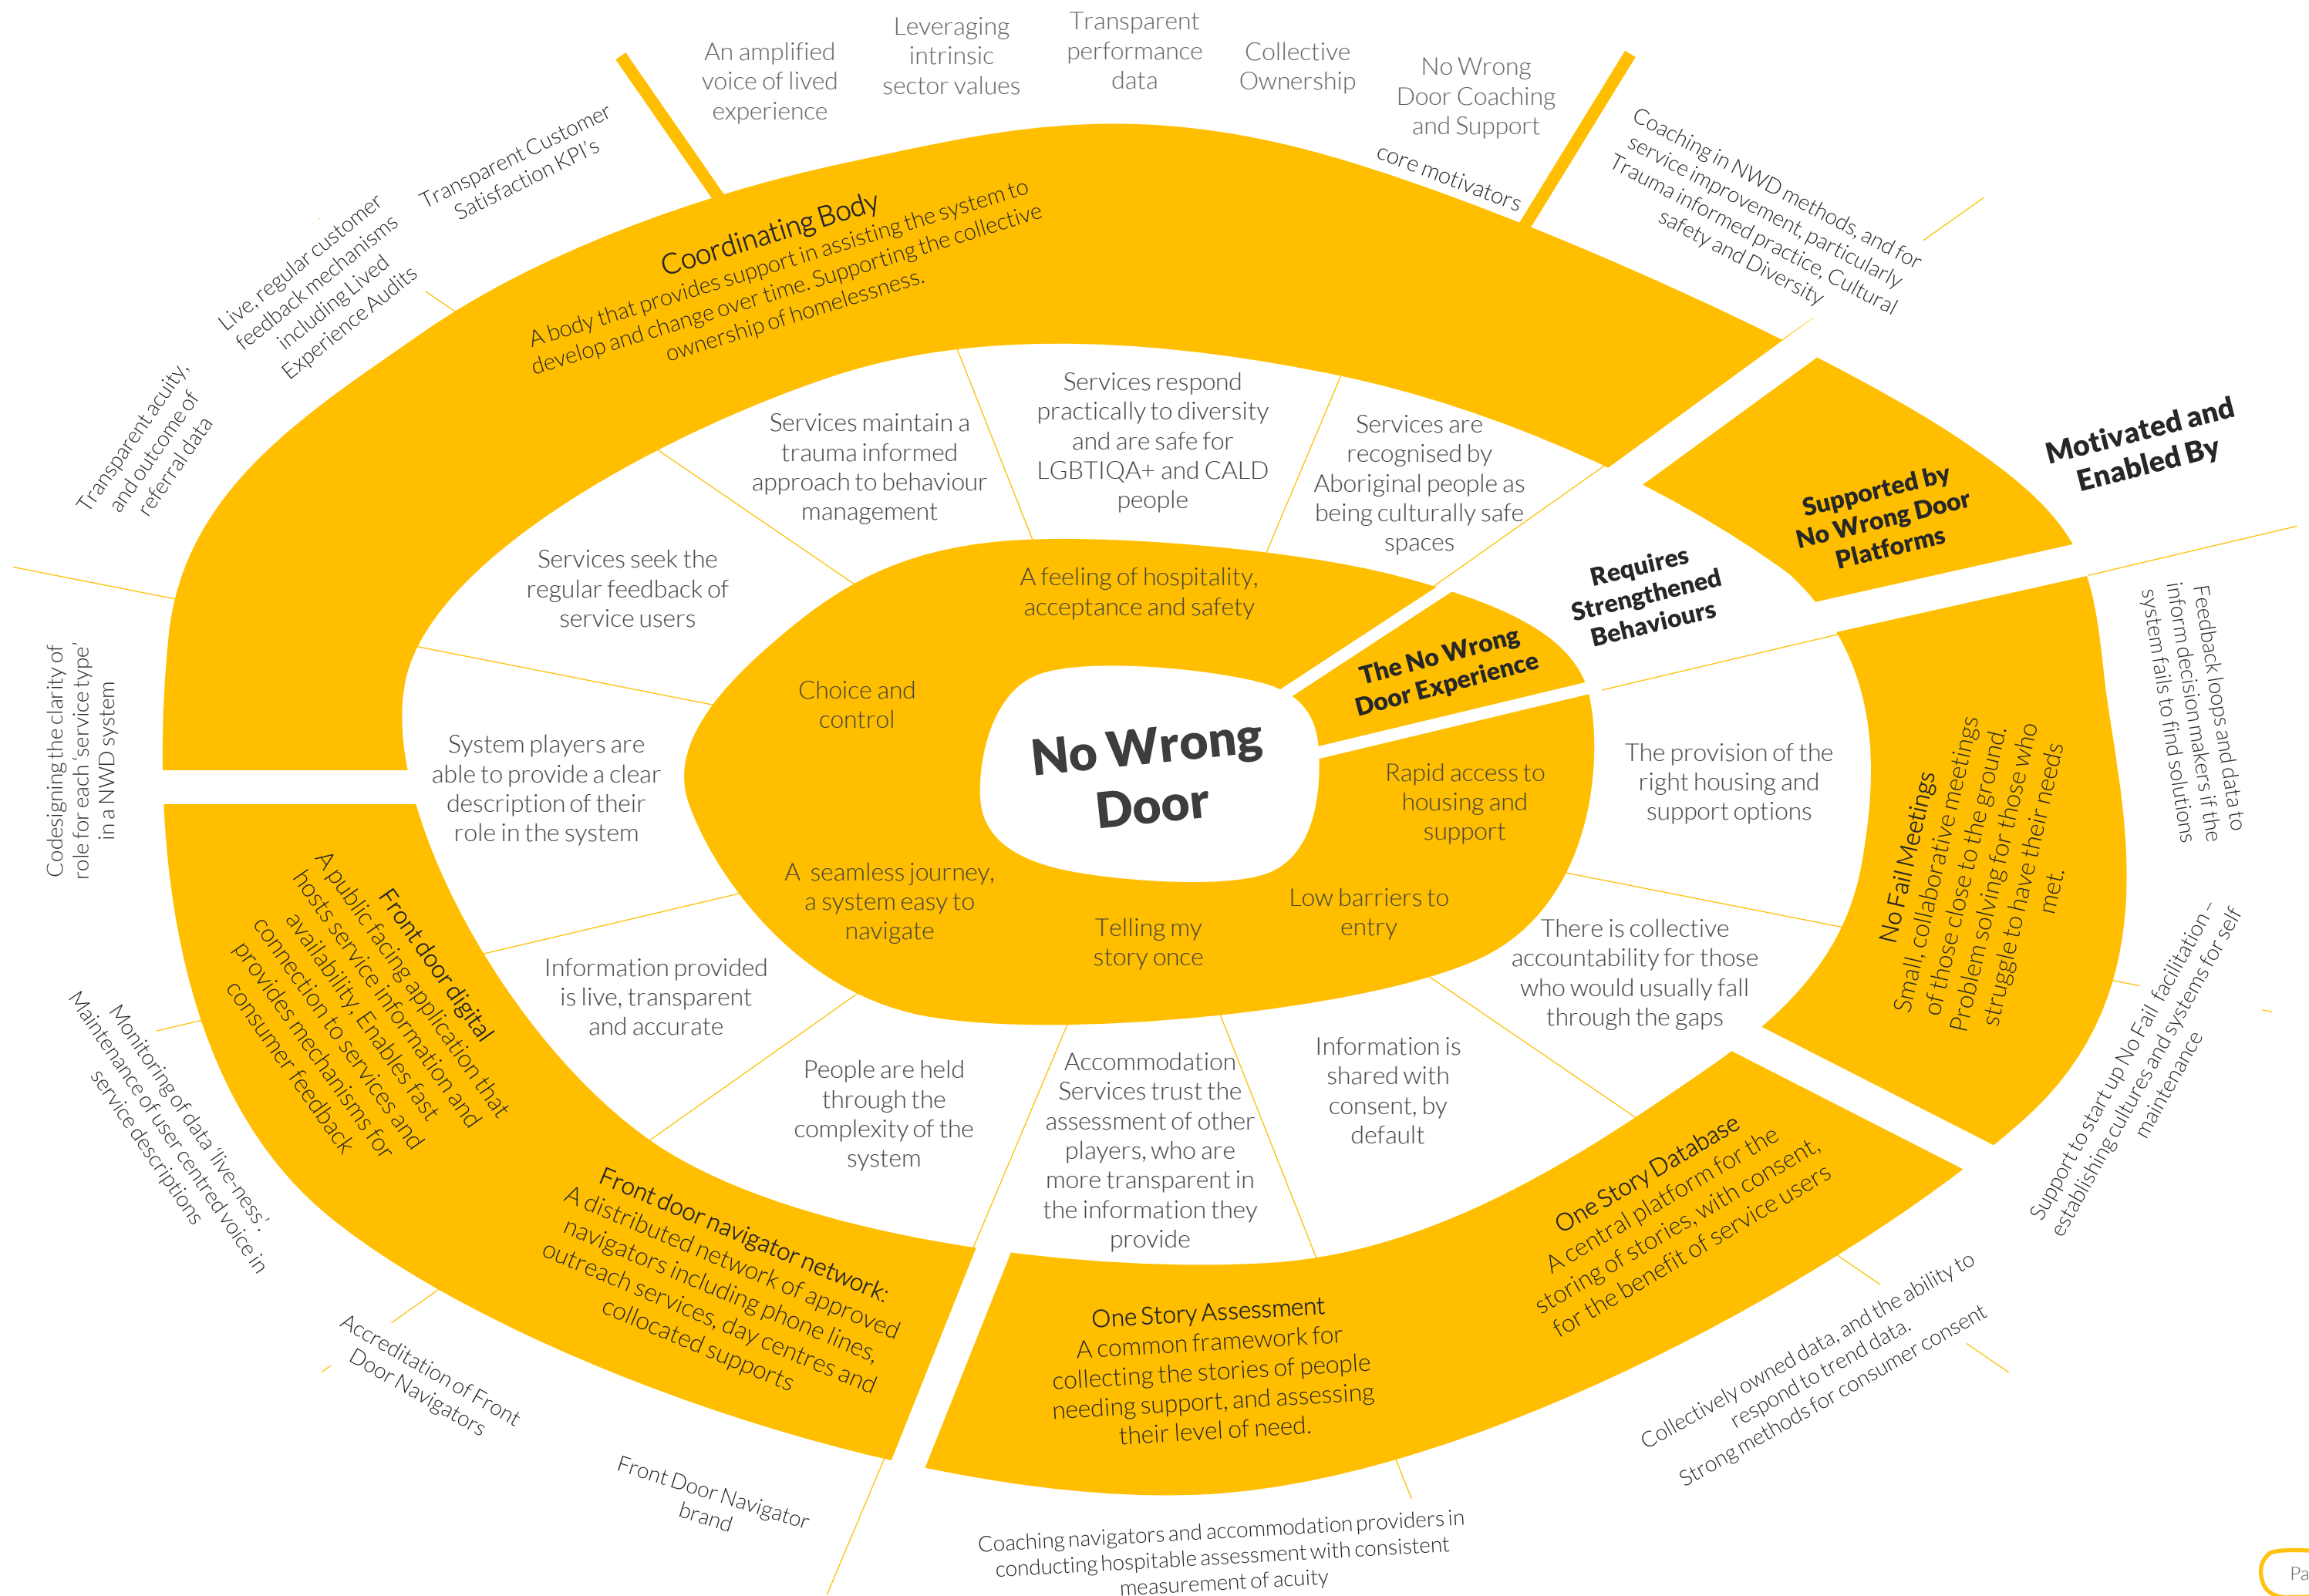 No Wrong
Door
The No Wrong
Door Experience
A feeling of hospitality,
acceptance and safety
Choice and
control
A seamless journey,
a system easy to
navigate
Telling my
story once
Low barriers to
entry
Rapid access to
housing and
support
Requires
Strengthened
Behaviours
Services are
recognised by
Aboriginal people as
being culturally safe
spaces
Services respond
practically to diversity
and are safe for
LGBTIQA+ and CALD
people
Services maintain a
trauma informed
approach to behaviour
management
Services seek the
regular feedback of
service users
System players are
able to provide a clear
description of their
role in the system
Information provided
is live, transparent
and accurate
People are held
through the
complexity of the
system
Accommodation
Services trust the
assessment of other
players, who are
more transparent in
the information they
provide
Information is
shared with
consent, by
default
There is collective
accountability for those
who would usually fall
through the gaps
The provision of the
right housing and
support options
Supported by
No Wrong Door
Platforms
Coordinating Body
A body that provides support in assisting the system to
develop and change over time. Supporting the collective
ownership of homelessness.
Front door digital
A public facing application that
hosts service information and
availability, Enables fast
connection to services and
provides mechanisms for
consumer feedback
Front door navigator network:
A distributed network of approved
navigators including phone lines,
outreach services, day centres and
collocated supports
One Story Assessment
A common framework for
collecting the stories of people
needing support, and assessing
their level of need.
One Story Database
A central platform for the
storing of stories, with consent,
for the benefit of service users
No Fail Meetings
Small, collaborative meetings
of those close to the ground.
Problem solving for those who
struggle to have their needs
met.
Motivated and
Enabled By
An amplified
voice of lived
experience
Leveraging
intrinsic
sector values
Transparent
performance
data
Collective
Ownership
No Wrong
Door Coaching
and Support
core motivators
Coaching in NWD methods, and for
service improvement, particularly
Trauma informed practice, Cultural
safety and Diversity
Feedback loops and data to
inform decision makers if the
system fails to find solutions
Support to start up No Fail facilitation –
establishing cultures and systems for self
maintenance
Collectively owned data, and the ability to
respond to trend data.
Strong methods for consumer consent
Coaching navigators and accommodation providers in
conducting hospitable assessment with consistent
measurement of acuity
Front Door Navigator
brand
Accreditation of Front
Door Navigators
Monitoring of data 'live-ness'.
Maintenance of user centred voice in
service descriptions
Codesigning the clarity of
role for each 'service type'
in a NWD system
Transparent acuity,
and outcome of
referral data
Live, regular customer
feedback mechanisms
including Lived
Experience Audits
Transparent Customer
Satisfaction KPI's
Pa